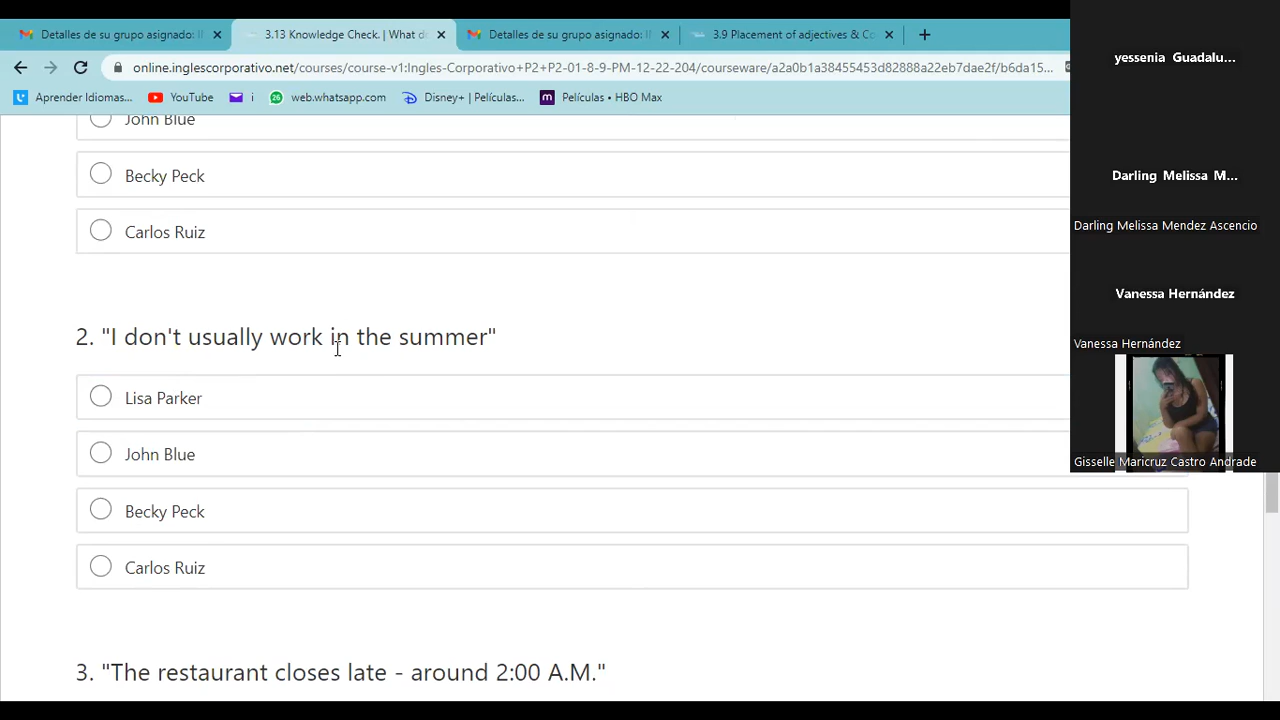 Detalles de su grupo asignado: I
3.13 Knowledge Check. | What d
Detalles de su grupo asignado: I
3.9 Placement of adjectives & Co
online.inglescorporativo.net/courses/course-v1:Ingles-Corporativo+P2+P2-01-8-9-PM-12-22-204/courseware/a2a0b1a38455453d82888a22eb7dae2f/b6da15...
Aprender Idiomas...
YouTube
i
web.whatsapp.com
Disney+ | Películas...
Películas • HBO Max
John Blue
Becky Peck
Carlos Ruiz
2. "I don't usually work in the summer"
Lisa Parker
John Blue
Becky Peck
Carlos Ruiz
3. "The restaurant closes late - around 2:00 A.M."
yessenia Guadalu...
Darling Melissa M...
Darling Melissa Mendez Ascencio
Vanessa Hernández
Vanessa Hernández
Gisselle Maricruz Castro Andrade